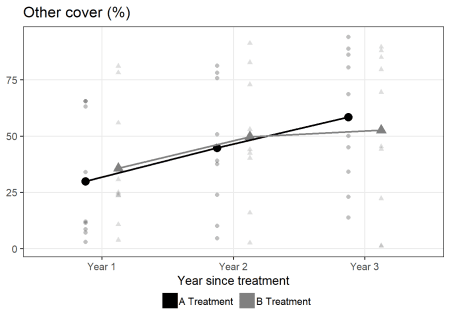 Other cover (%)
75
50
25
0
Year 1 Year 2 Year 3
Year since treatment
A Treatment B Treatment